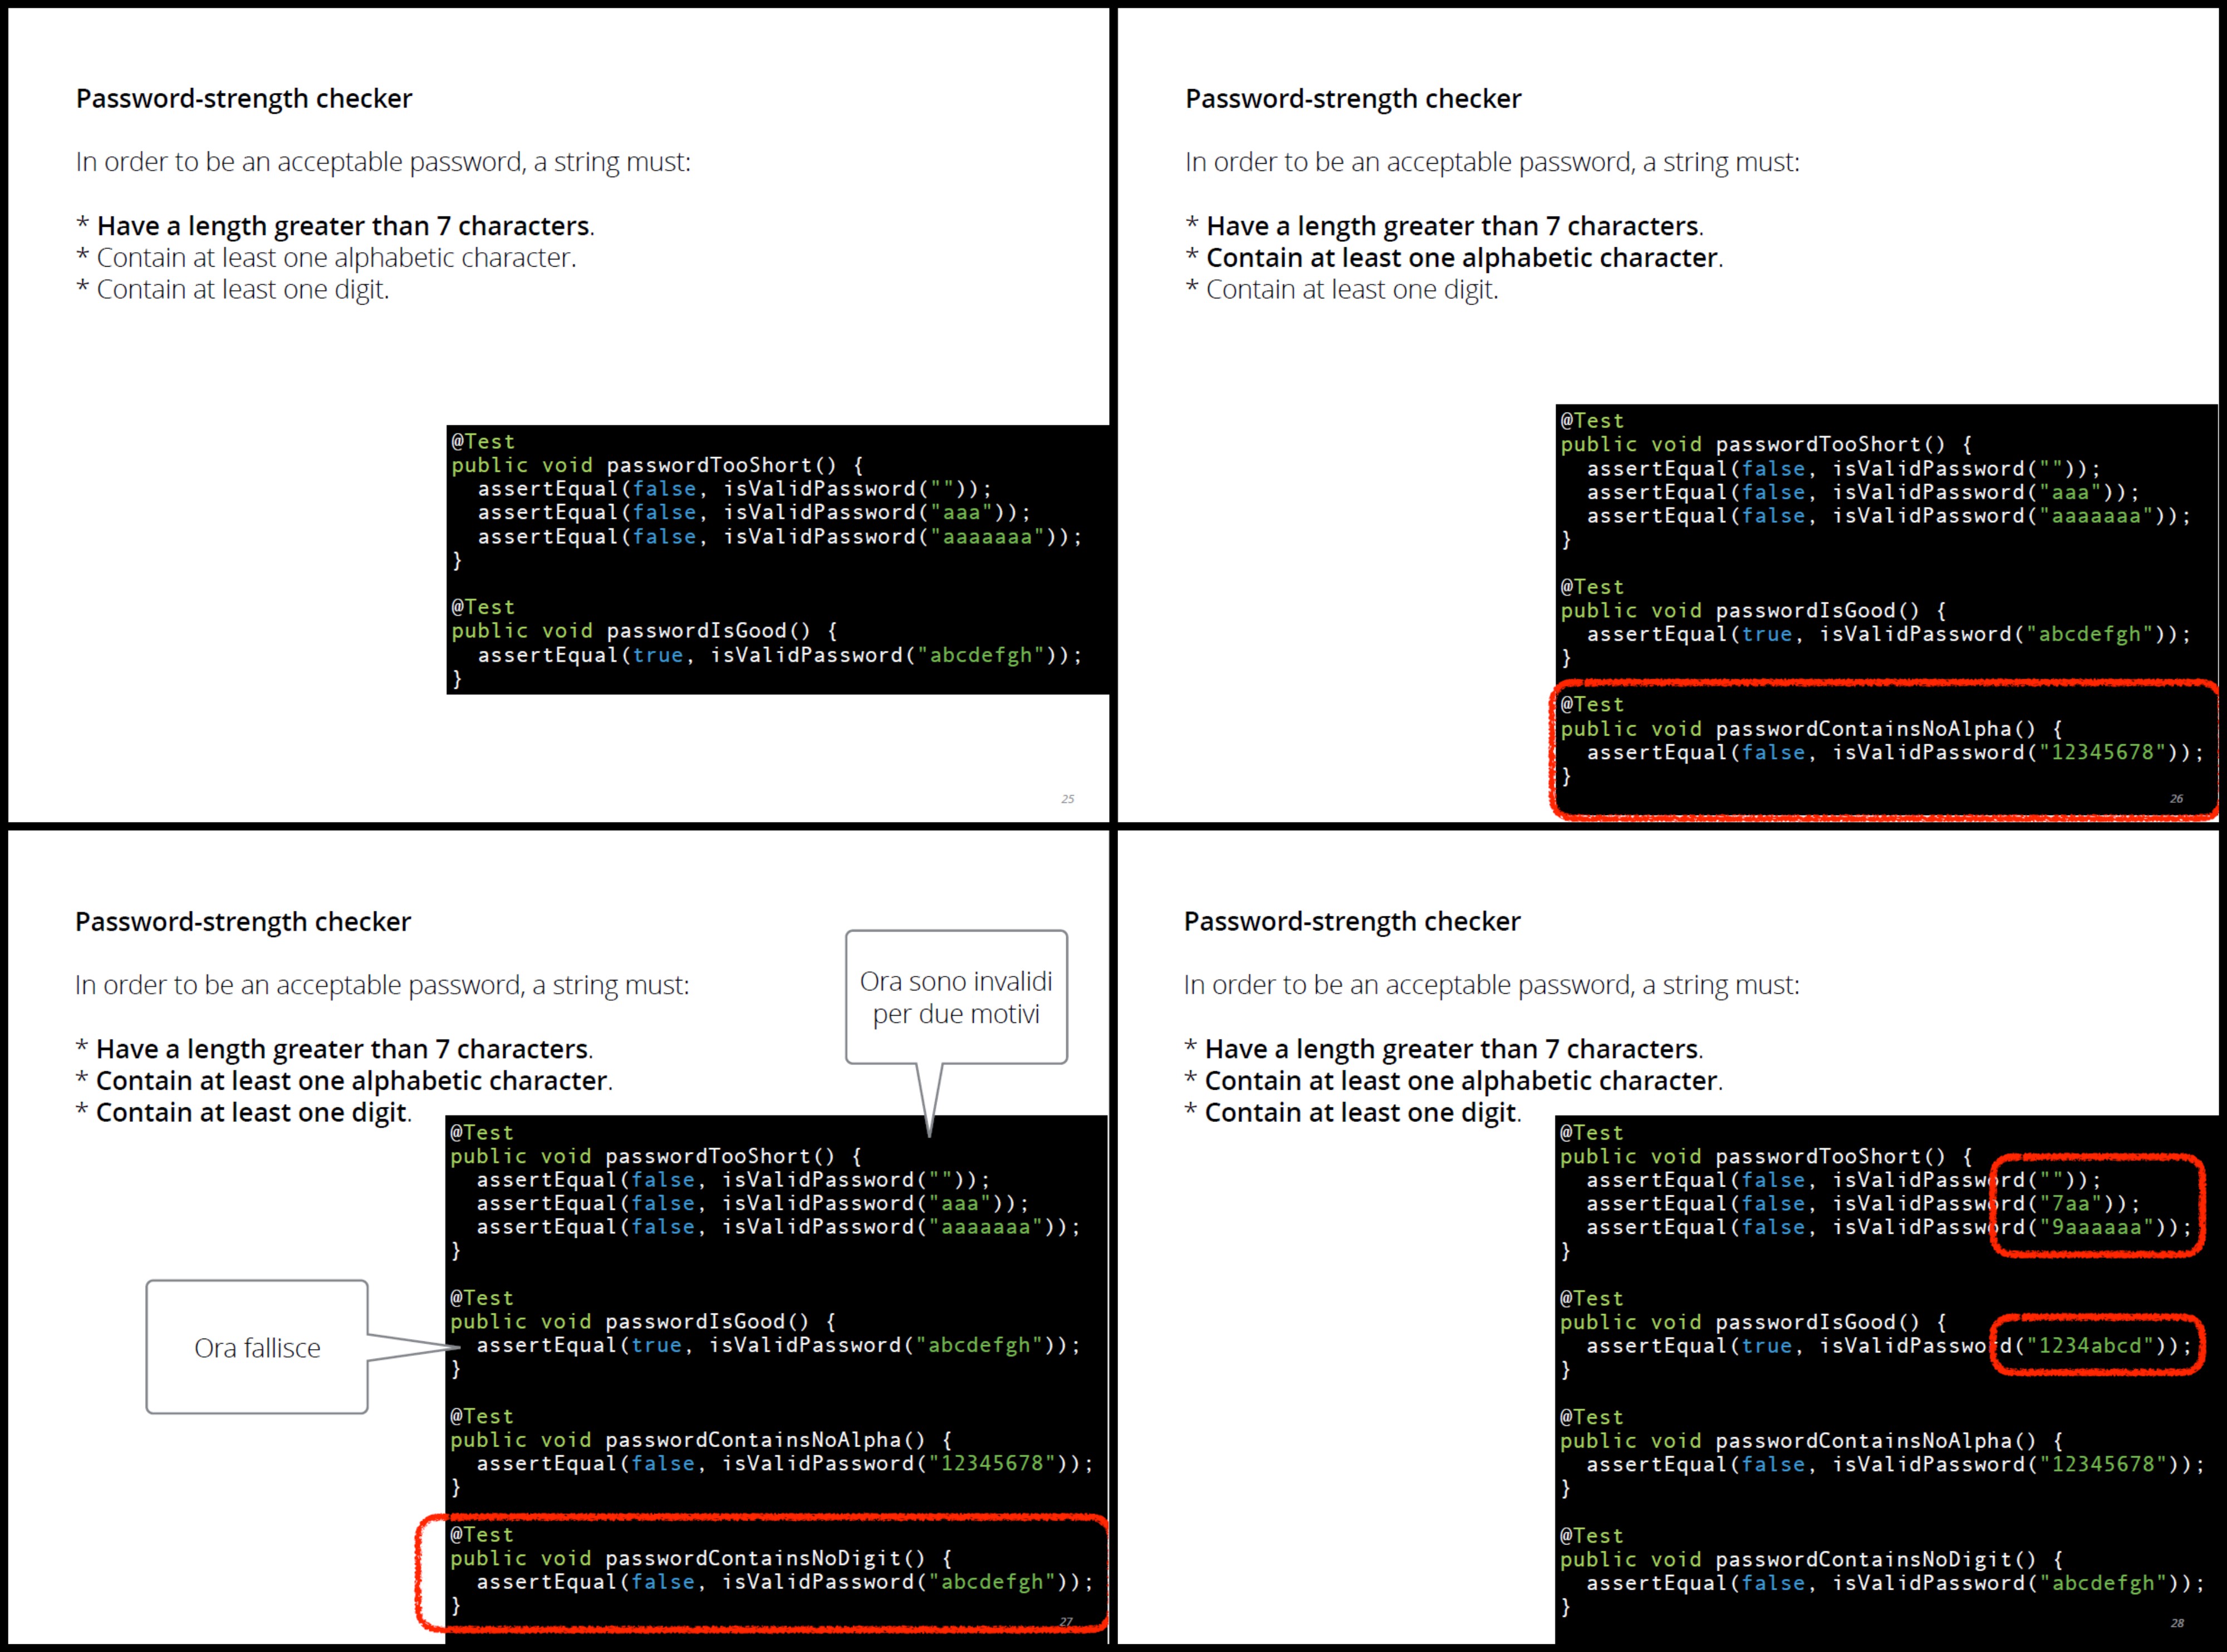 Password-strength checker
In order to be an acceptable password, a string must:
* Have a length greater than 7 characters.
* Contain at least one alphabetic character.
* Contain at least one digit.
@Test
public void passwordTooShort() {
  assertEqual(false, isValidPassword(""));
  assertEqual(false, isValidPassword("aaa"));
  assertEqual(false, isValidPassword("aaaaaaa"));
}
@Test
public void passwordIsGood() {
  assertEqual(true, isValidPassword("abcdefgh"));
}
25
Password-strength checker
In order to be an acceptable password, a string must:
* Have a length greater than 7 characters.
* Contain at least one alphabetic character.
* Contain at least one digit.
@Test
public void passwordTooShort() {
  assertEqual(false, isValidPassword(""));
  assertEqual(false, isValidPassword("aaa"));
  assertEqual(false, isValidPassword("aaaaaaa"));
}
@Test
public void passwordIsGood() {
  assertEqual(true, isValidPassword("abcdefgh"));
}
@Test
public void passwordContainsNoAlpha() {
  assertEqual(false, isValidPassword("12345678"));
}
26
Password-strength checker
In order to be an acceptable password, a string must:
* Have a length greater than 7 characters.
* Contain at least one alphabetic character.
* Contain at least one digit.
Ora sono invalidi
per due motivi
@Test
public void passwordTooShort() {
  assertEqual(false, isValidPassword(""));
  assertEqual(false, isValidPassword("aaa"));
  assertEqual(false, isValidPassword("aaaaaaa"));
}
@Test
public void passwordIsGood() {
  assertEqual(true, isValidPassword("abcdefgh"));
}
Ora fallisce
@Test
public void passwordContainsNoAlpha() {
  assertEqual(false, isValidPassword("12345678"));
}
@Test
public void passwordContainsNoDigit() {
  assertEqual(false, isValidPassword("abcdefgh"));
}
27
Password-strength checker
In order to be an acceptable password, a string must:
* Have a length greater than 7 characters.
* Contain at least one alphabetic character.
* Contain at least one digit.
@Test
public void passwordTooShort() {
  assertEqual(false, isValidPassword(""));
  assertEqual(false, isValidPassword("7aa"));
  assertEqual(false, isValidPassword("9aaaaaa"));
}
@Test
public void passwordIsGood() {
  assertEqual(true, isValidPassword("1234abcd"));
}
@Test
public void passwordContainsNoAlpha() {
  assertEqual(false, isValidPassword("12345678"));
}
@Test
public void passwordContainsNoDigit() {
  assertEqual(false, isValidPassword("abcdefgh"));
}
28